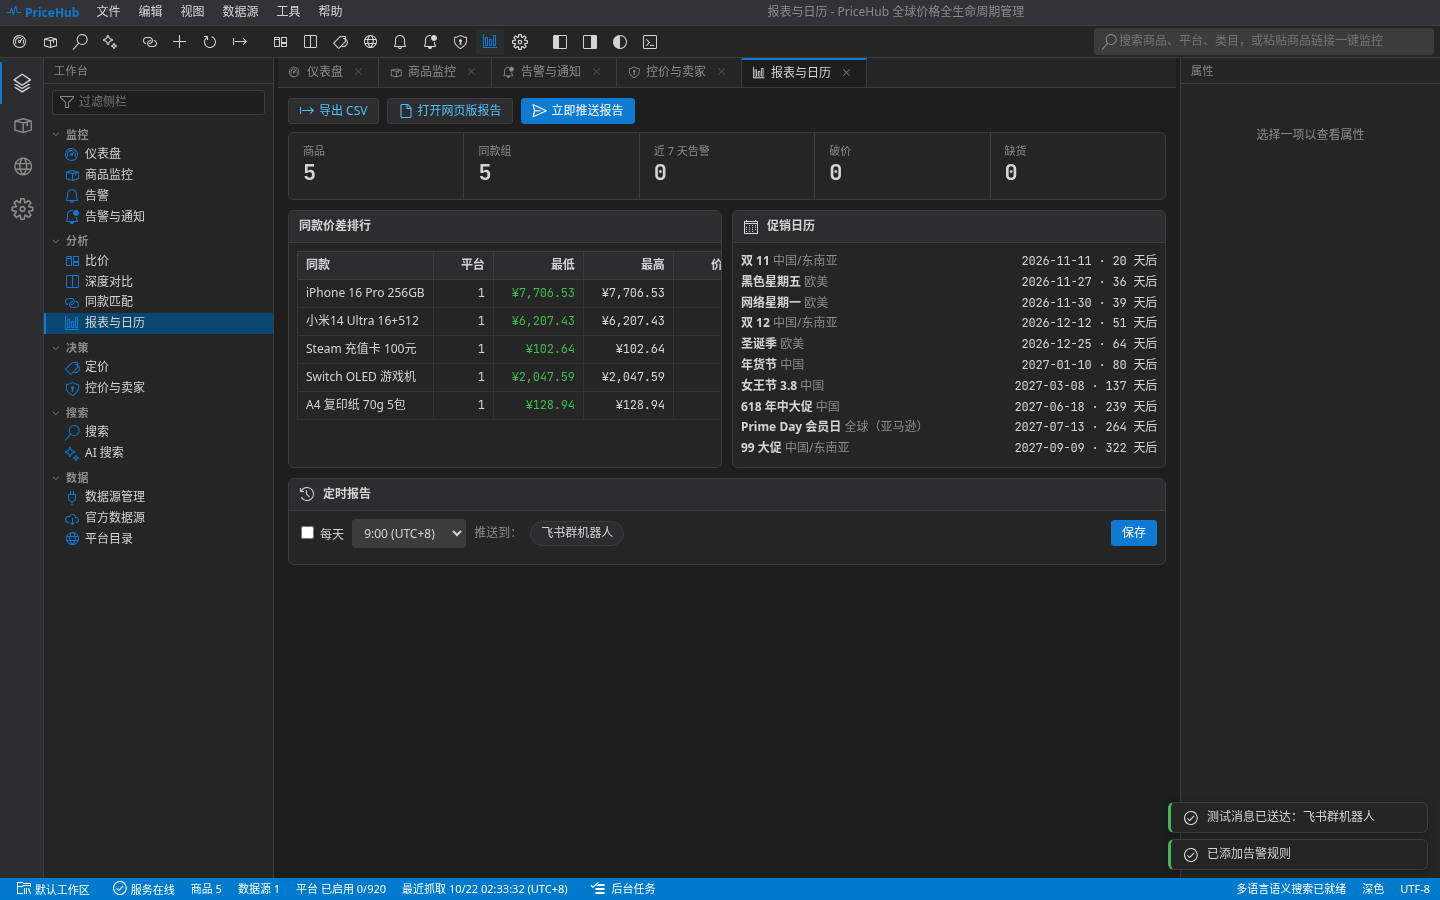 PriceHub 文件 编辑 视图 数据源 工具 帮助 报表与日历 - PriceHub 全球价格全生命周期管理
搜索商品、平台、类目，或粘贴商品链接一键监控
工作台
过滤侧栏
监控
仪表盘
商品监控
告警
告警与通知
分析
比价
深度对比
同款匹配
报表与日历
决策
定价
控价与卖家
搜索
搜索
AI 搜索
数据
数据源管理
官方数据源
平台目录
仪表盘 商品监控 告警与通知 控价与卖家 报表与日历
导出 CSV 打开网页版报告 立即推送报告
商品 同款组 近 7 天告警 破价 缺货
5 5 0 0 0
同款价差排行
同款 平台 最低 最高 价
iPhone 16 Pro 256GB 1 ¥7,706.53 ¥7,706.53
小米14 Ultra 16+512 1 ¥6,207.43 ¥6,207.43
Steam 充值卡 100元 1 ¥102.64 ¥102.64
Switch OLED 游戏机 1 ¥2,047.59 ¥2,047.59
A4 复印纸 70g 5包 1 ¥128.94 ¥128.94
促销日历
双 11 中国/东南亚 2026-11-11 · 20 天后
黑色星期五 欧美 2026-11-27 · 36 天后
网络星期一 欧美 2026-11-30 · 39 天后
双 12 中国/东南亚 2026-12-12 · 51 天后
圣诞季 欧美 2026-12-25 · 64 天后
年货节 中国 2027-01-10 · 80 天后
女王节 3.8 中国 2027-03-08 · 137 天后
618 年中大促 中国 2027-06-18 · 239 天后
Prime Day 会员日 全球（亚马逊） 2027-07-13 · 264 天后
99 大促 中国/东南亚 2027-09-09 · 322 天后
定时报告
每天 9:00 (UTC+8) 推送到： 飞书群机器人 保存
属性
选择一项以查看属性
测试消息已送达：飞书群机器人
已添加告警规则
默认工作区 服务在线 商品 5 数据源 1 平台 已启用 0/920 最近抓取 10/22 02:33:32 (UTC+8) 后台任务 多语言语义搜索已就绪 深色 UTF-8